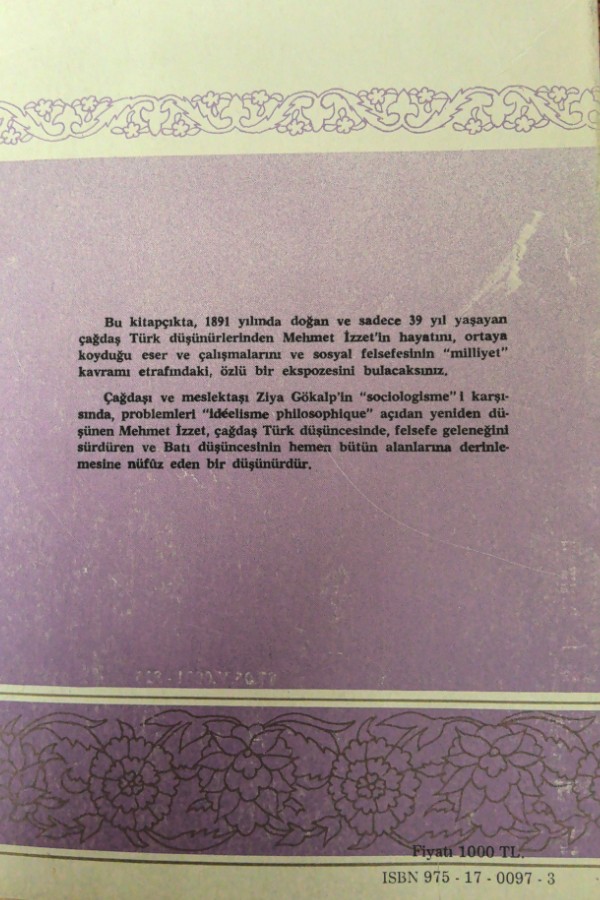 Bu kitapçıkta, 1891 yılında doğan ve sadece 39 yıl yaşayan
çağdaş Türk düşünürlerinden Mehmet İzzet'in hayatını, ortaya
koyduğu eser ve çalışmalarını ve sosyal felsefesinin "milliyet"
kavramı etrafındaki, özlü bir ekspozesini bulacaksınız.
Çağdaşı ve meslektaşı Ziya Gökalp'in "sociologisme" i karşı-
sında, problemleri "idéelisme philosophique" açıdan yeniden dü-
şünen Mehmet İzzet, çağdaş Türk düşüncesinde, felsefe geleneğini
sürdüren ve Batı düşüncesinin hemen bütün alanlarına derinle-
mesine nüfûz eden bir düşünürdür.
Fiyatı 1000 TL.
ISBN 975 - 17 - 0097 - 3